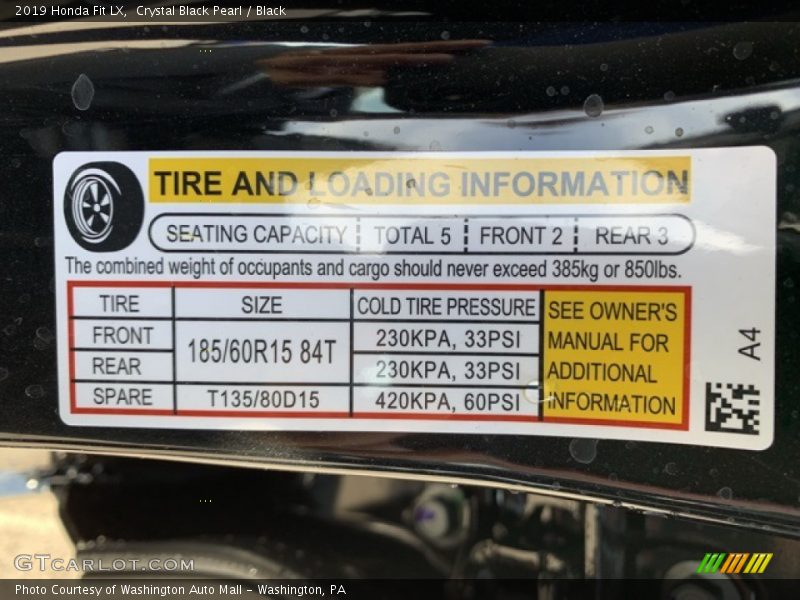 2019 Honda Fit LX, Crystal Black Pearl / Black
TIRE AND LOADING INFORMATION
SEATING CAPACITY TOTAL 5 FRONT 2 REAR 3
The combined weight of occupants and cargo should never exceed 385kg or 850lbs.
TIRE SIZE COLD TIRE PRESSURE
FRONT 185/60R15 84T 230KPA, 33PSI
REAR 230KPA, 33PSI
SPARE T135/80D15 420KPA, 60PSI
SEE OWNER'S
MANUAL FOR
ADDITIONAL
INFORMATION
A4
GTCARLOT.COM
Photo Courtesy of Washington Auto Mall - Washington, PA